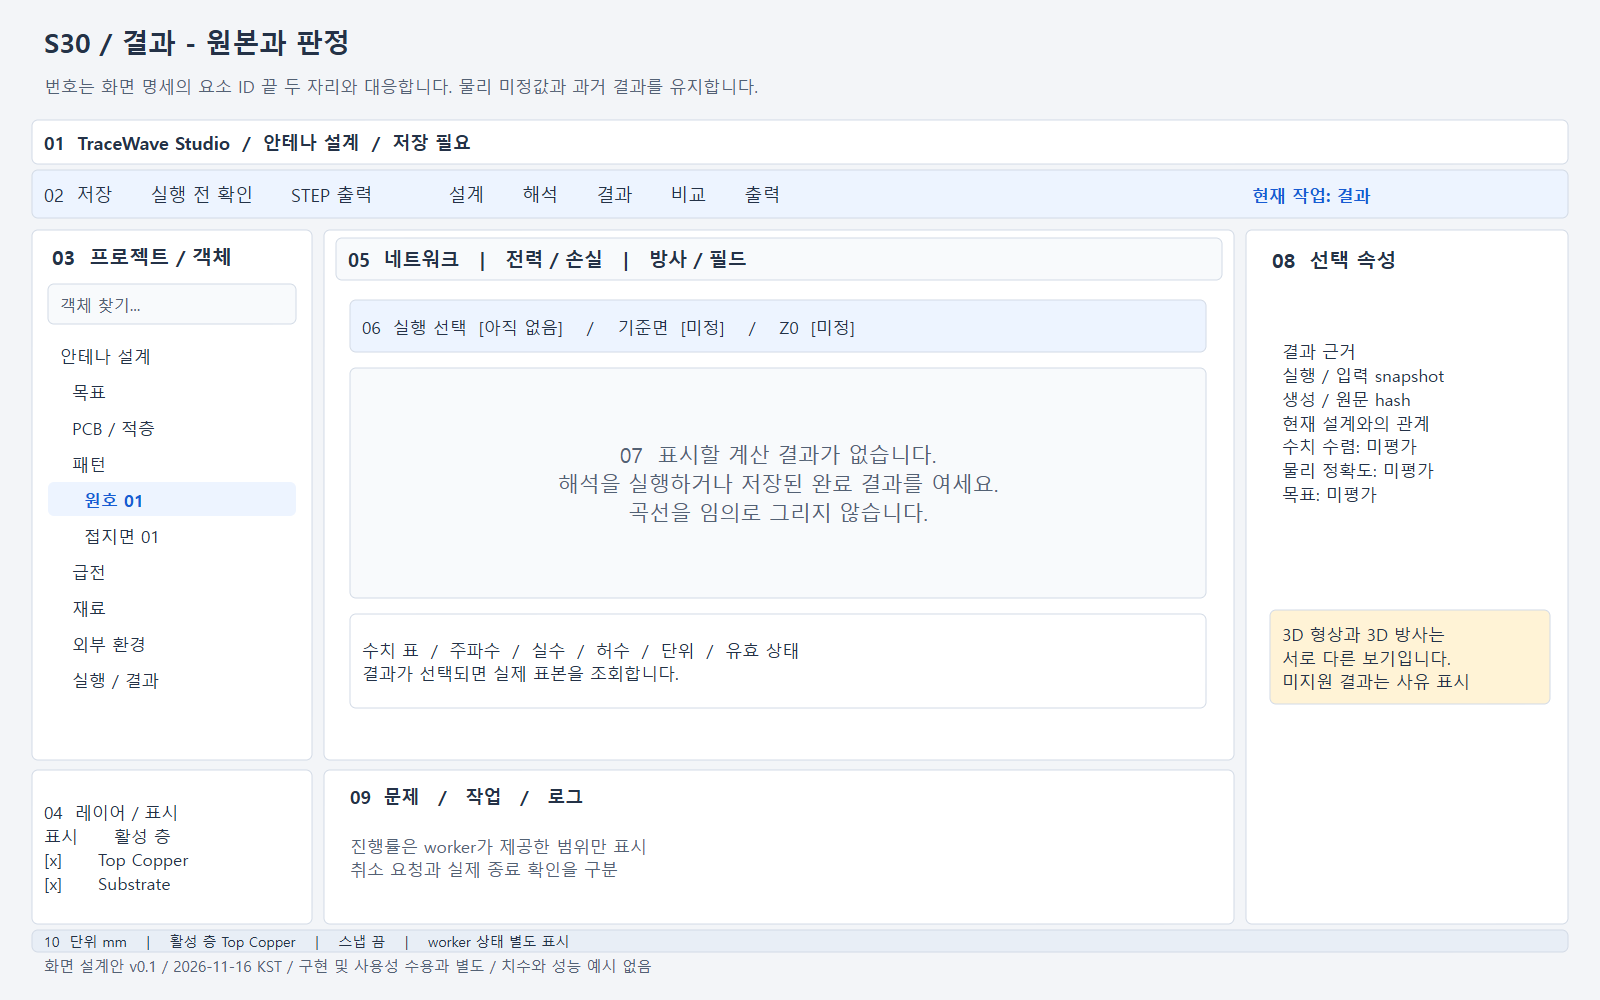 S30 / 결과 - 원본과 판정
번호는 화면 명세의 요소 ID 끝 두 자리와 대응합니다. 물리 미정값과 과거 결과를 유지합니다.
01 TraceWave Studio / 안테나 설계 / 저장 필요
02 저장 실행 전 확인 STEP 출력 설계 해석 결과 비교 출력 현재 작업: 결과
03 프로젝트 / 객체
객체 찾기...
안테나 설계
목표
PCB / 적층
패턴
원호 01
접지면 01
급전
재료
외부 환경
실행 / 결과
04 레이어 / 표시
표시 활성 층
[x] Top Copper
[x] Substrate
05 네트워크 | 전력 / 손실 | 방사 / 필드
06 실행 선택 [아직 없음] / 기준면 [미정] / Z0 [미정]
07 표시할 계산 결과가 없습니다.
해석을 실행하거나 저장된 완료 결과를 여세요.
곡선을 임의로 그리지 않습니다.
수치 표 / 주파수 / 실수 / 허수 / 단위 / 유효 상태
결과가 선택되면 실제 표본을 조회합니다.
08 선택 속성
결과 근거
실행 / 입력 snapshot
생성 / 원문 hash
현재 설계와의 관계
수치 수렴: 미평가
물리 정확도: 미평가
목표: 미평가
3D 형상과 3D 방사는
서로 다른 보기입니다.
미지원 결과는 사유 표시
09 문제 / 작업 / 로그
진행률은 worker가 제공한 범위만 표시
취소 요청과 실제 종료 확인을 구분
10 단위 mm | 활성 층 Top Copper | 스냅 끔 | worker 상태 별도 표시
화면 설계안 v0.1 / 2026-11-16 KST / 구현 및 사용성 수용과 별도 / 치수와 성능 예시 없음